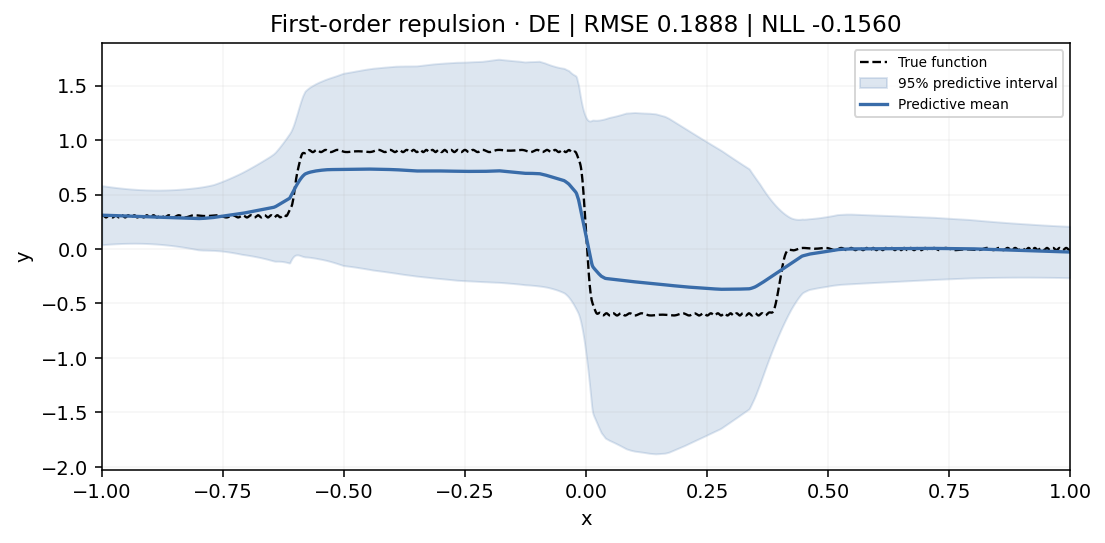 First-order repulsion · DE | RMSE 0.1888 | NLL -0.1560
True function
95% predictive interval
Predictive mean
1.5
1.0
0.5
0.0
−0.5
−1.0
−1.5
−2.0
y
−1.00 −0.75 −0.50 −0.25 0.00 0.25 0.50 0.75 1.00
x